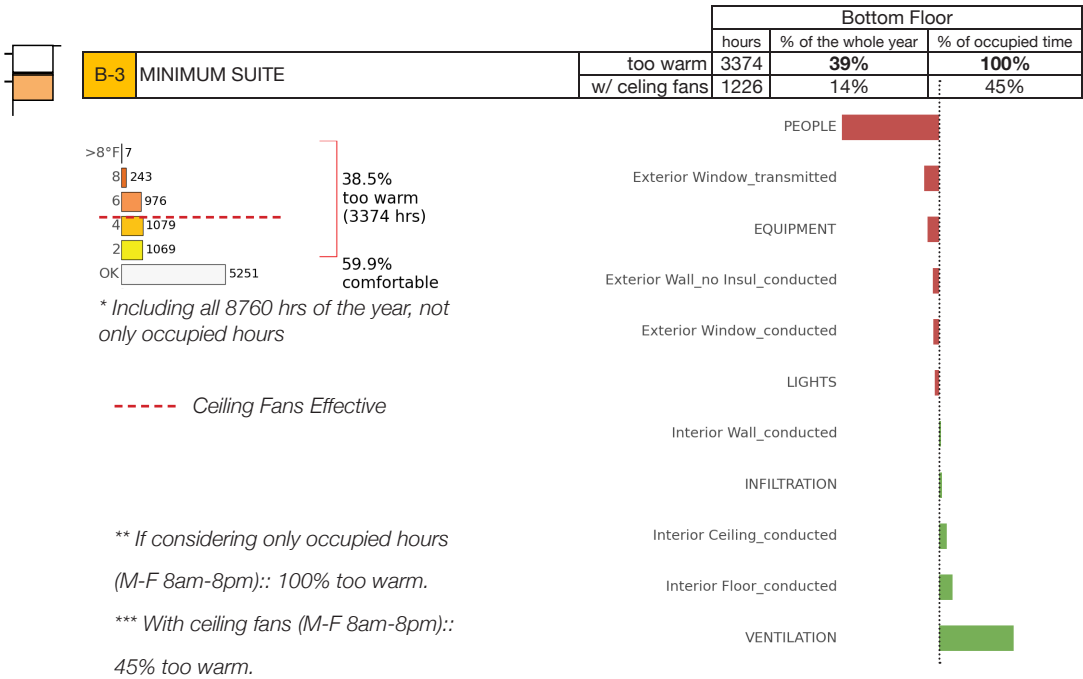 Bottom Floor
hours % of the whole year % of occupied time
B-3 MINIMUM SUITE too warm 3374 39% 100%
w/ celing fans 1226 14% 45%
>8°F 7
8 243
6 976
4 1079
2 1069
OK 5251
38.5%
too warm
(3374 hrs)
59.9%
comfortable
* Including all 8760 hrs of the year, not
only occupied hours
Ceiling Fans Effective
** If considering only occupied hours
(M-F 8am-8pm):: 100% too warm.
*** With ceiling fans (M-F 8am-8pm)::
45% too warm.
PEOPLE
Exterior Window_transmitted
EQUIPMENT
Exterior Wall_no Insul_conducted
Exterior Window_conducted
LIGHTS
Interior Wall_conducted
INFILTRATION
Interior Ceiling_conducted
Interior Floor_conducted
VENTILATION